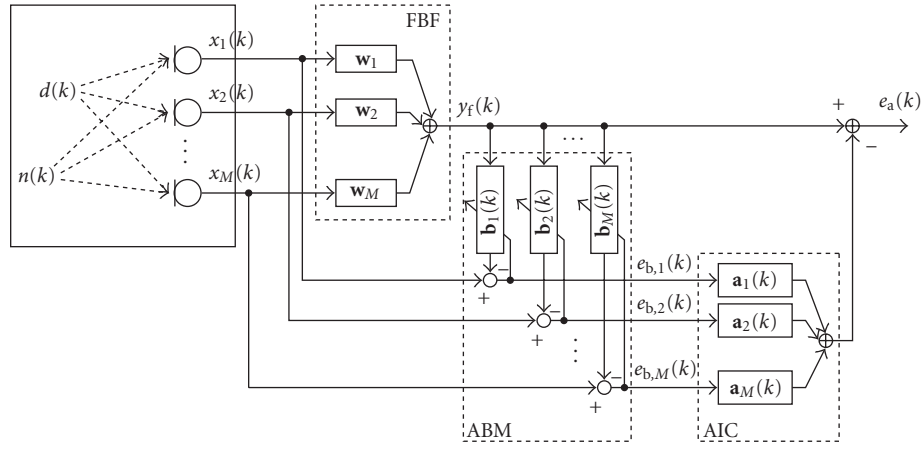 FBF
x1(k)
w1
d(k)
x2(k)
w2
yf(k)
+
ea(k)
...
−
n(k)
xM(k)
wM
b1(k)
b2(k)
bM(k)
−
eb,1(k)
a1(k)
+
−
eb,2(k)
a2(k)
+
−
eb,M(k)
aM(k)
+
ABM
AIC